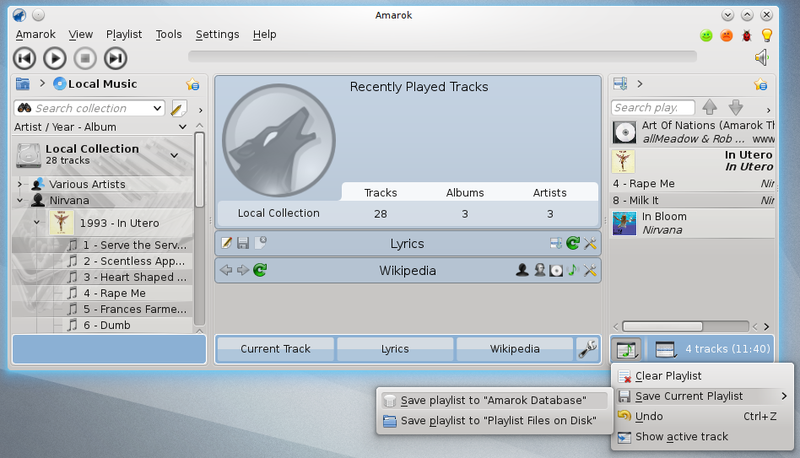 Amarok
Amarok View Playlist Tools Settings Help
Local Music
Search collection
Artist / Year - Album
Local Collection
28 tracks
Various Artists
Nirvana
1993 - In Utero
1 - Serve the Serv...
2 - Scentless App...
3 - Heart Shaped ...
4 - Rape Me
5 - Frances Farme...
6 - Dumb
Recently Played Tracks
Tracks Albums Artists
Local Collection 28 3 3
Lyrics
Wikipedia
Current Track Lyrics Wikipedia
Search play.
Art Of Nations (Amarok Th
allMeadow & Rob ... www
In Utero
In Utero
4 - Rape Me Nir
8 - Milk It Nir
In Bloom
Nirvana
4 tracks (11:40)
Clear Playlist
Save Current Playlist
Undo Ctrl+Z
Show active track
Save playlist to "Amarok Database"
Save playlist to "Playlist Files on Disk"